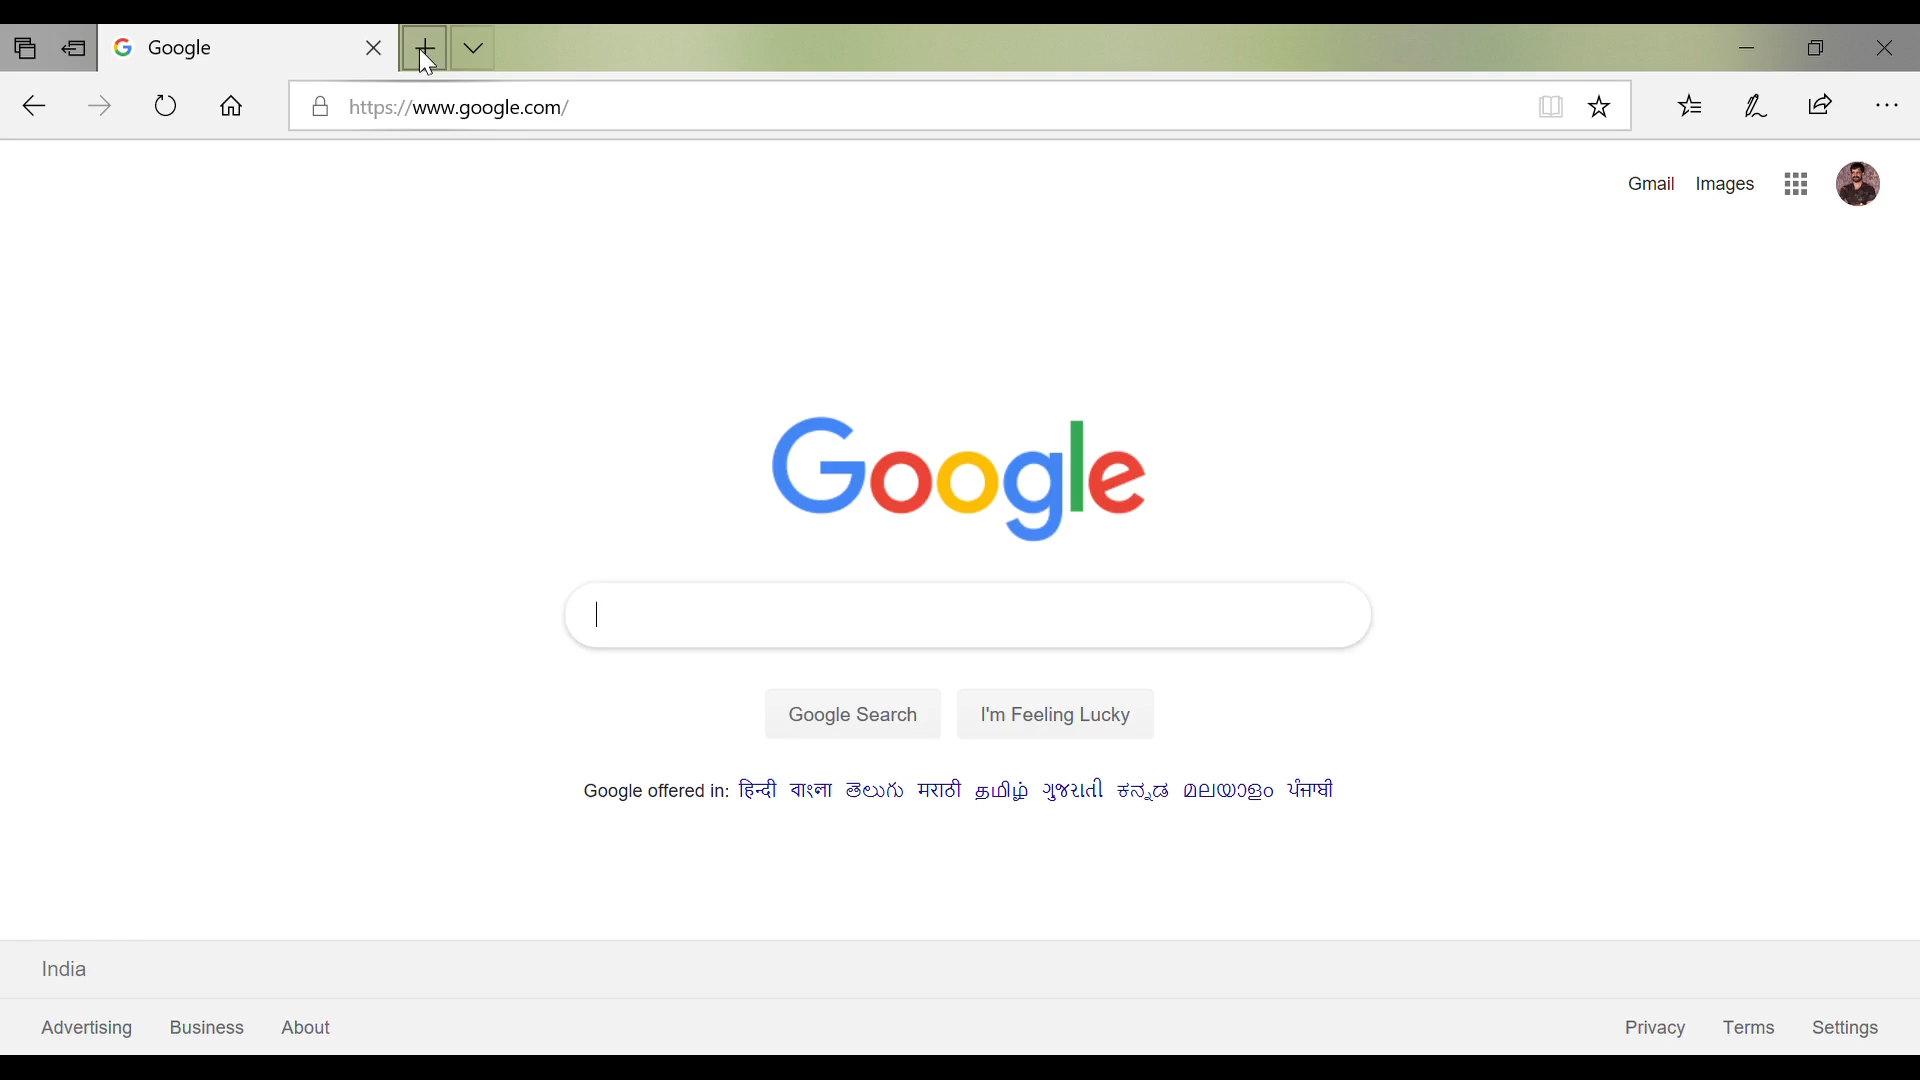 Google
https://www.google.com/
Gmail Images
Google
Google Search I'm Feeling Lucky
Google offered in: हिन्दी বাংলা తెలుగు मराठी தமிழ் ગુજરાતી ಕನ್ನಡ മലയാളം ਪੰਜਾਬੀ
India
Advertising Business About Privacy Terms Settings